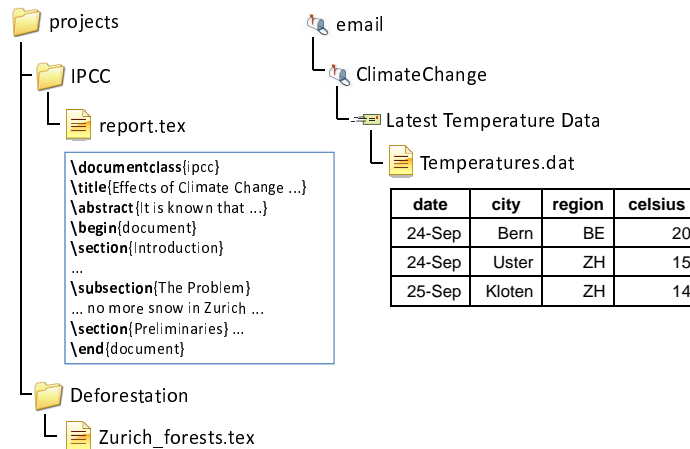 projects
IPCC
report.tex
\documentclass{ipcc}
\title{Effects of Climate Change ...}
\abstract{It is known that ...}
\begin{document}
\section{Introduction}
...
\subsection{The Problem}
... no more snow in Zurich ...
\section{Preliminaries} ...
\end{document}
Deforestation
Zurich_forests.tex
email
ClimateChange
Latest Temperature Data
Temperatures.dat
date city region celsius
24-Sep Bern BE 20
24-Sep Uster ZH 15
25-Sep Kloten ZH 14